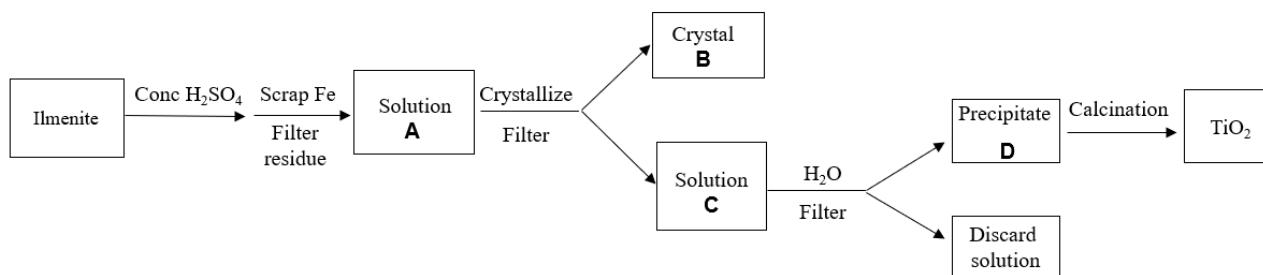 Ilmenite
Conc H₂SO₄
Scrap Fe
Filter
residue
Solution
A
Crystallize
Filter
Crystal
B
Solution
C
H₂O
Filter
Precipitate
D
Calcination
TiO₂
Discard
solution